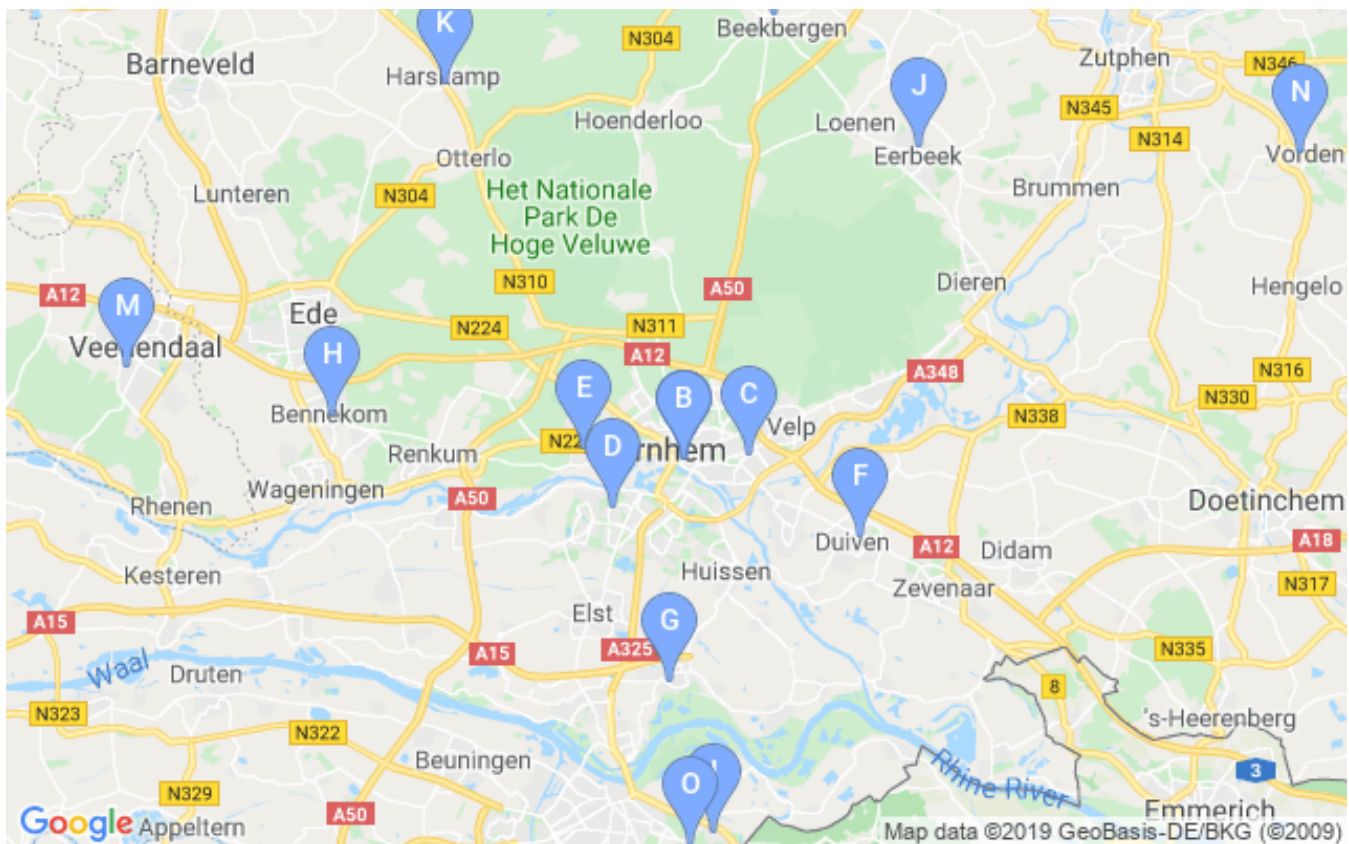 K
Barneveld
Harskamp
N304
Beekbergen
Zutphen
N346
J
N
Hoenderloo
Loenen
N345
N314
Otterlo
Eerbeek
Vorden
Lunteren
N304
Het Nationale
Park De
Hoge Veluwe
Brummen
A12
M
N310
A50
Dieren
Hengelo
Ede
N224
N311
Veenendaal
H
A12
A348
N316
E
B
C
N330
Bennekom
N338
Velp
D
Arnhem
Renkum
F
Wageningen
A50
Rhenen
Doetinchem
Duiven
A12
Didam
A18
Kesteren
Huissen
Zevenaar
N317
Elst
G
A15
A325
N335
A15
Waal
Druten
8
N323
N322
's-Heerenberg
Beuningen
3
O
Rhine River
N329
A50
Emmerich
Google
Appeltern
Map data ©2019 GeoBasis-DE/BKG (©2009)